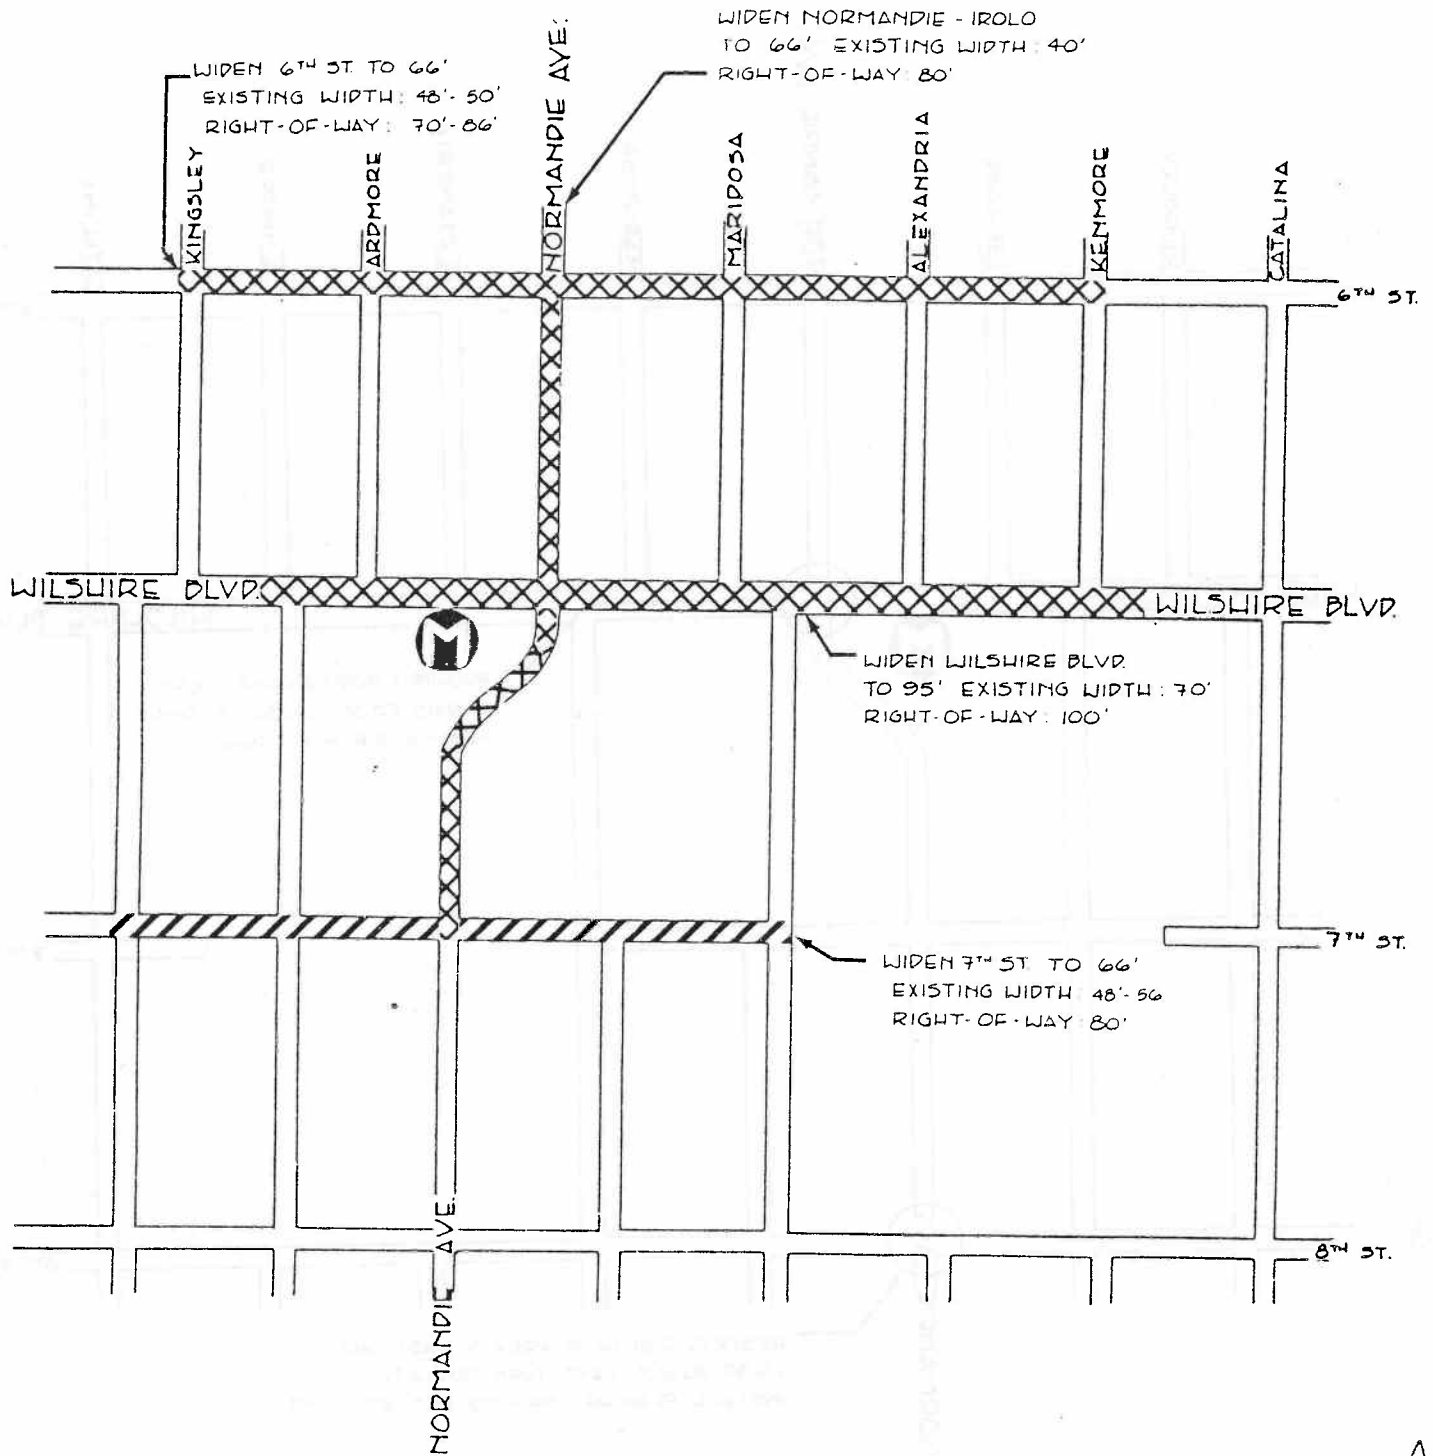 WIDEN NORMANDIE - IROLO
TO 66' EXISTING WIDTH: 40'
RIGHT-OF-WAY: 80'
WIDEN 6TH ST. TO 66'
EXISTING WIDTH: 48'-50'
RIGHT-OF-WAY: 70'-86'
KINGSLEY
ARDMORE
NORMANDIE AVE.
MARIPOSA
ALEXANDRIA
KENMORE
CATALINA
6TH ST.
WILSHIRE BLVD.
WILSHIRE BLVD.
M
WIDEN WILSHIRE BLVD.
TO 95' EXISTING WIDTH: 70'
RIGHT-OF-WAY: 100'
7TH ST.
WIDEN 7TH ST. TO 66'
EXISTING WIDTH: 48'-56
RIGHT-OF-WAY: 80'
8TH ST.
NORMANDIE AVE.